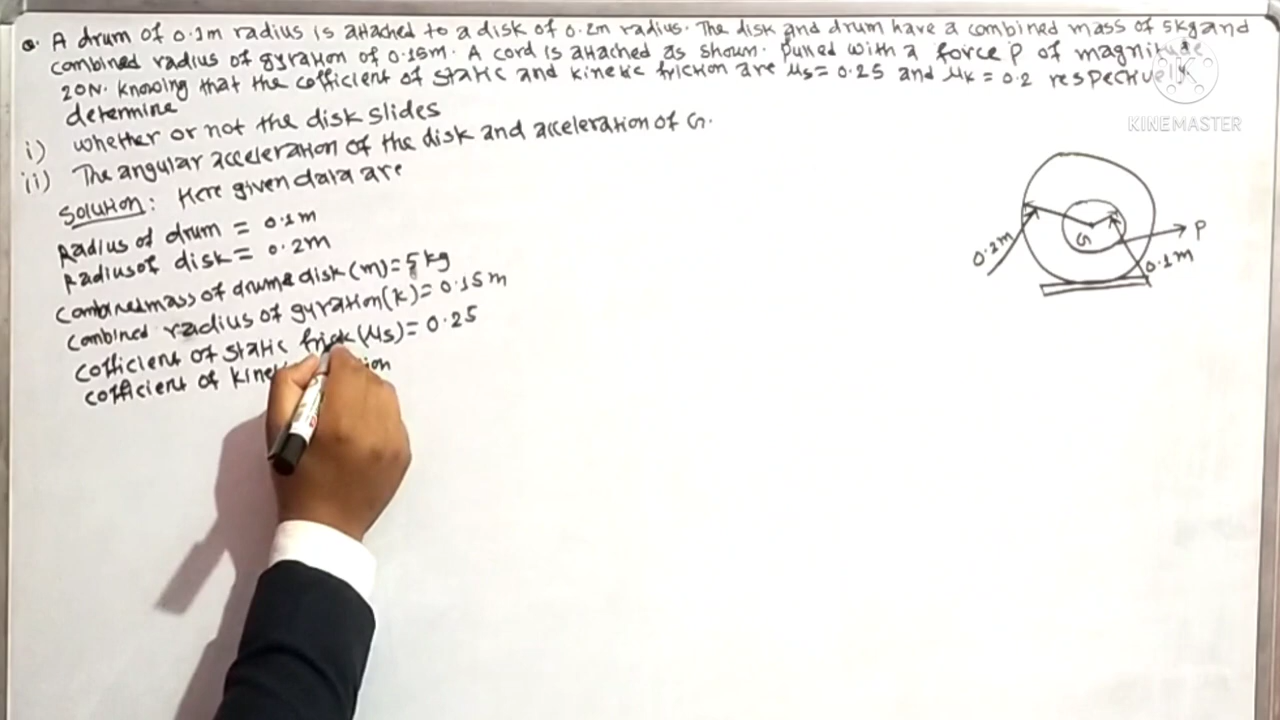 Q. A drum of 0.1m radius is attached to a disk of 0.2m radius. The disk and drum have a combined mass of 5kg and
combined radius of gyration of 0.15m. A cord is attached as shown. Pulled with a force P of magnitude
20N. Knowing that the cofficient of static and kinetic friction are μs = 0.25 and μk = 0.2 respectively
determine
i) whether or not the disk slides
ii) The angular acceleration of the disk and acceleration of G.
Solution: Here given data are
Radius of drum = 0.1m
Radius of disk = 0.2m
Combined mass of drum & disk (m) = 5kg
Combined radius of gyration (k) = 0.15m
Cofficient of static (μs) = 0.25
cofficient of
0.2m
G
P
0.1m
KINEMASTER